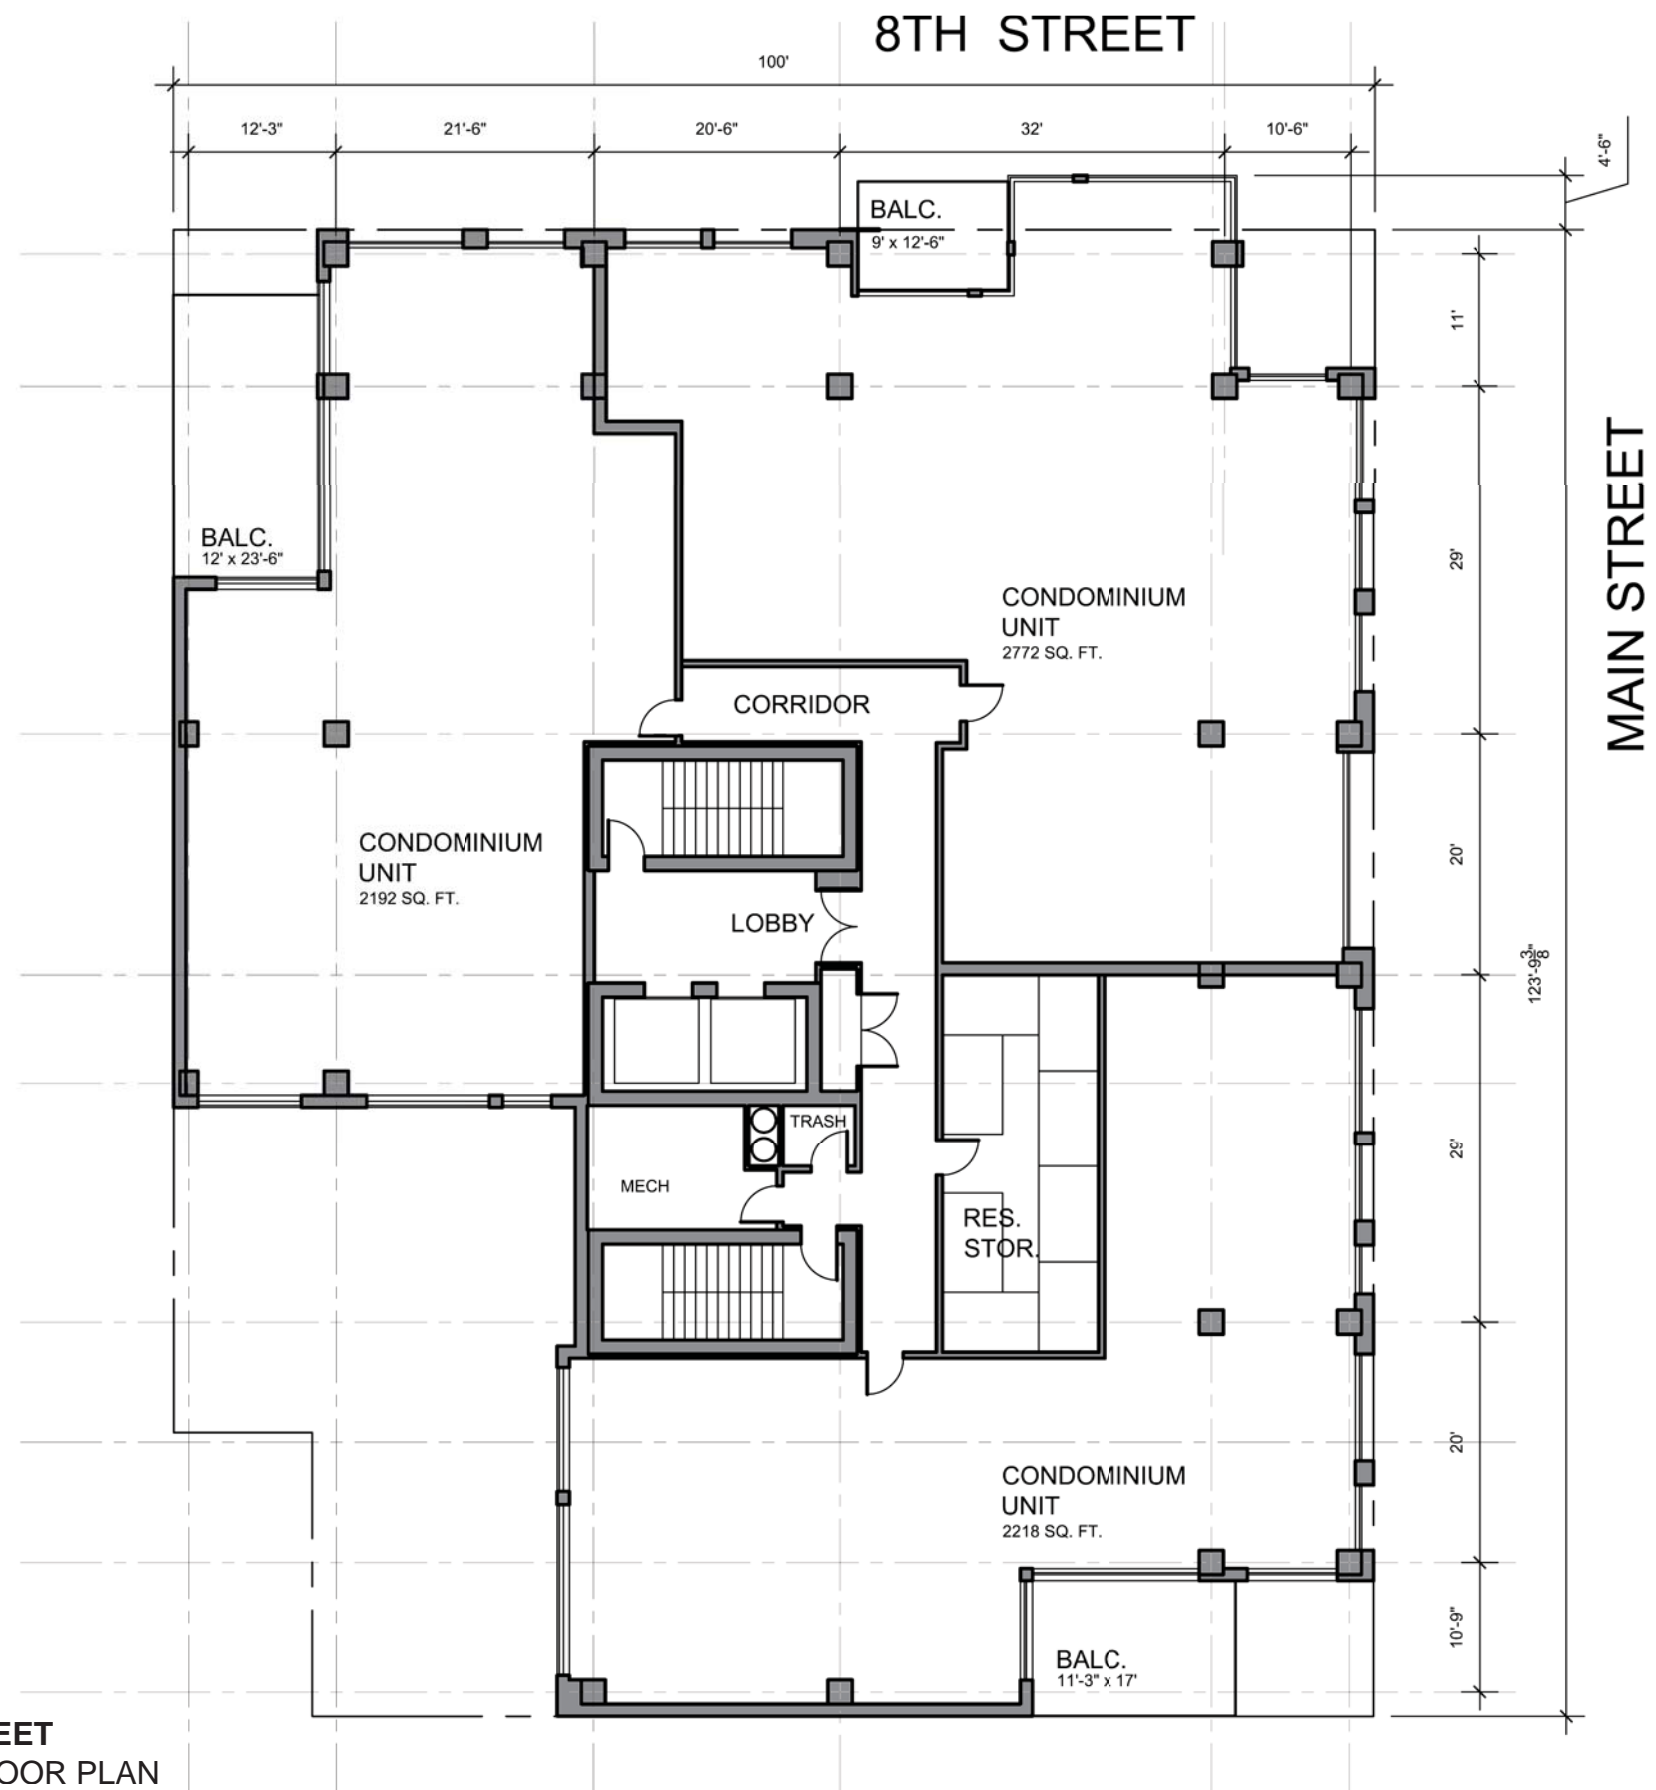 8TH STREET
100'
12'-3"
21'-6"
20'-6"
32'
10'-6"
4'-6"
BALC.
9' x 12'-6"
11'
MAIN STREET
BALC.
12' x 23'-6"
29'
CONDOMINIUM
UNIT
2772 SQ. FT.
CORRIDOR
CONDOMINIUM
UNIT
2192 SQ. FT.
20'
LOBBY
123'-9 3/8"
TRASH
29'
MECH
RES.
STOR.
20'
CONDOMINIUM
UNIT
2218 SQ. FT.
10'-9"
BALC.
11'-3" x 17'
EET
OOR PLAN